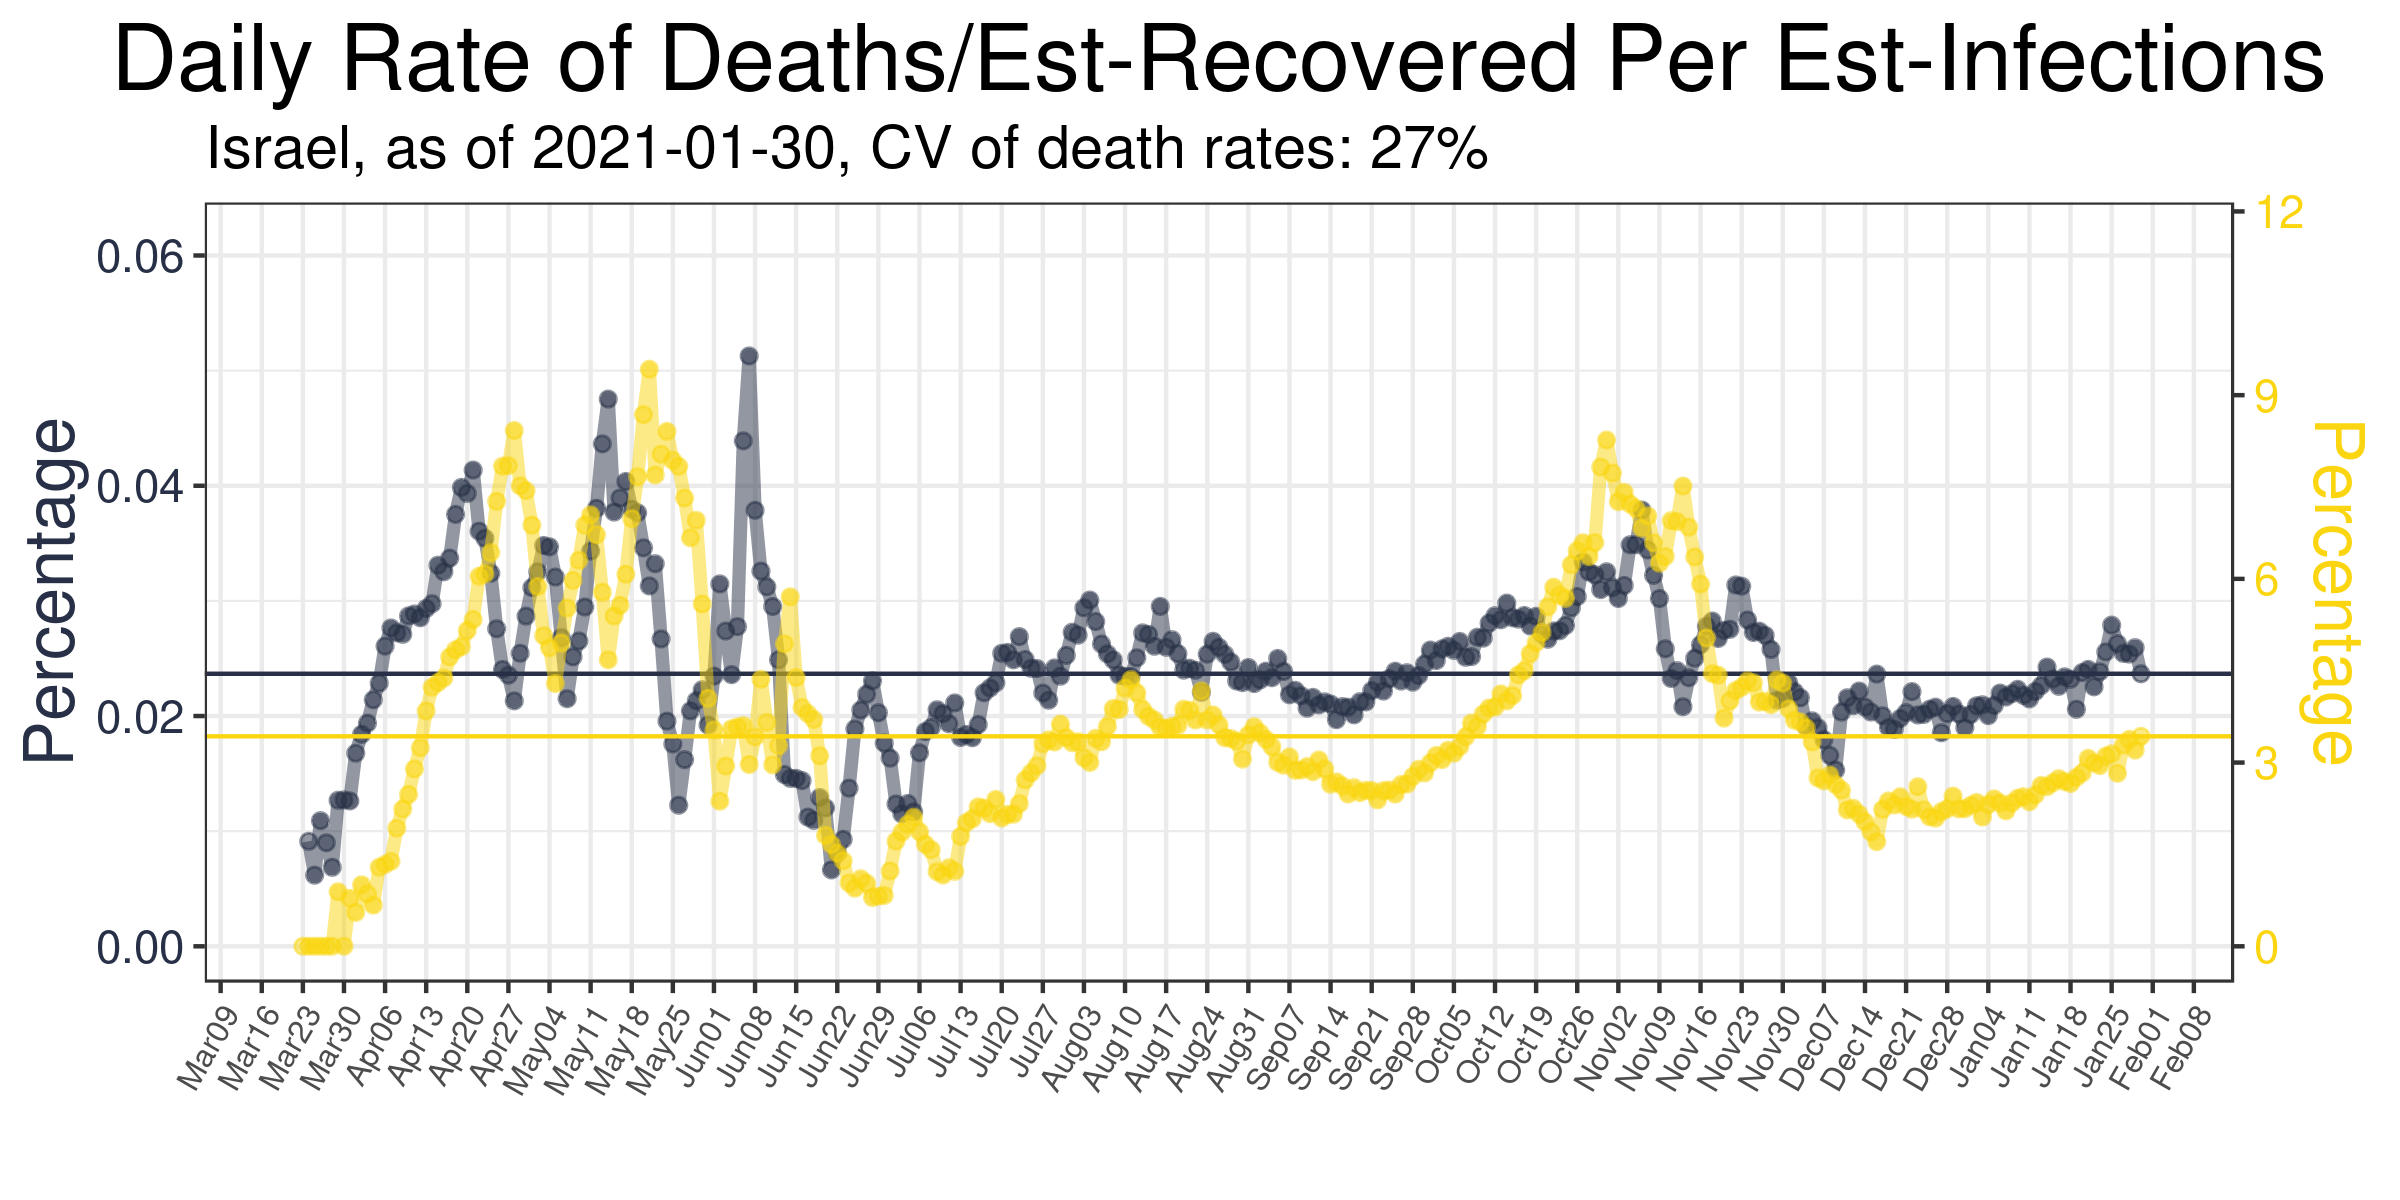 Daily Rate of Deaths/Est-Recovered Per Est-Infections
Israel, as of 2021-01-30, CV of death rates: 27%
Percentage
0.06
0.04
0.02
0.00
12
9
6
3
0
Percentage
Mar09
Mar16
Mar23
Mar30
Apr06
Apr13
Apr20
Apr27
May04
May11
May18
May25
Jun01
Jun08
Jun15
Jun22
Jun29
Jul06
Jul13
Jul20
Jul27
Aug03
Aug10
Aug17
Aug24
Aug31
Sep07
Sep14
Sep21
Sep28
Oct05
Oct12
Oct19
Oct26
Nov02
Nov09
Nov16
Nov23
Nov30
Dec07
Dec14
Dec21
Dec28
Jan04
Jan11
Jan18
Jan25
Feb01
Feb08